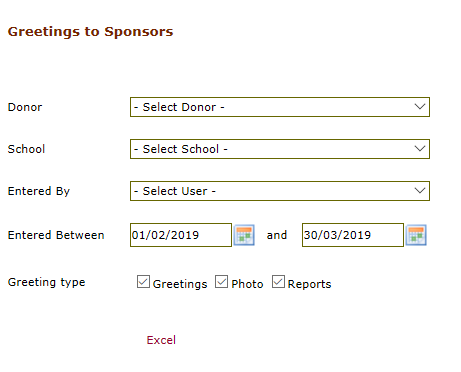 Greetings to Sponsors
Donor - Select Donor -
School - Select School -
Entered By - Select User -
Entered Between 01/02/2019 and 30/03/2019
Greeting type Greetings Photo Reports
Excel